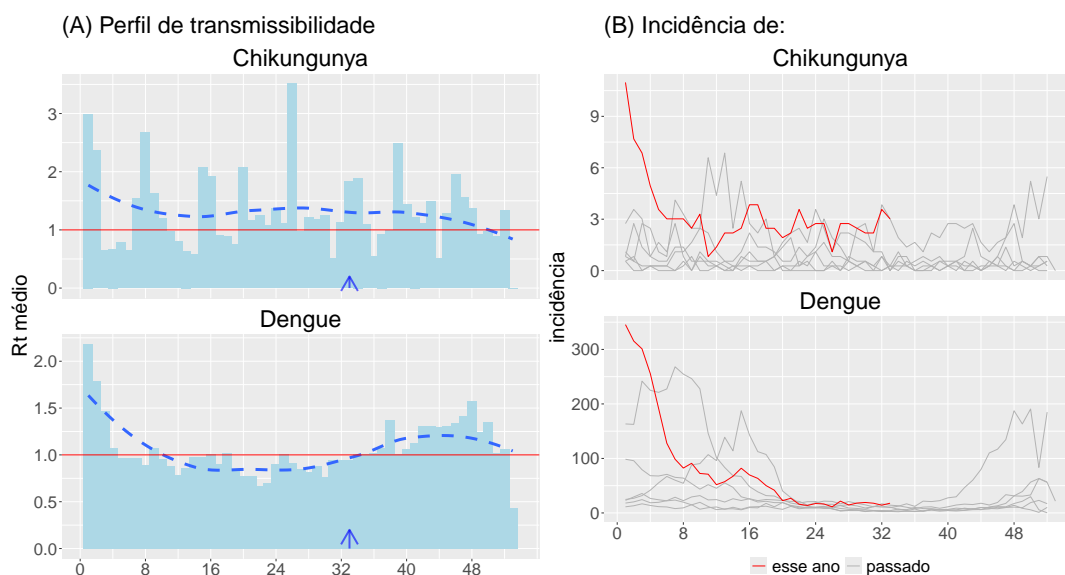 (A) Perfil de transmissibilidade
Chikungunya
3
2
1
0
Dengue
2.0
1.5
1.0
0.5
0.0
0 8 16 24 32 40 48
Rt médio
(B) Incidência de:
Chikungunya
9
6
3
0
Dengue
300
200
100
0
0 8 16 24 32 40 48
incidência
esse ano passado